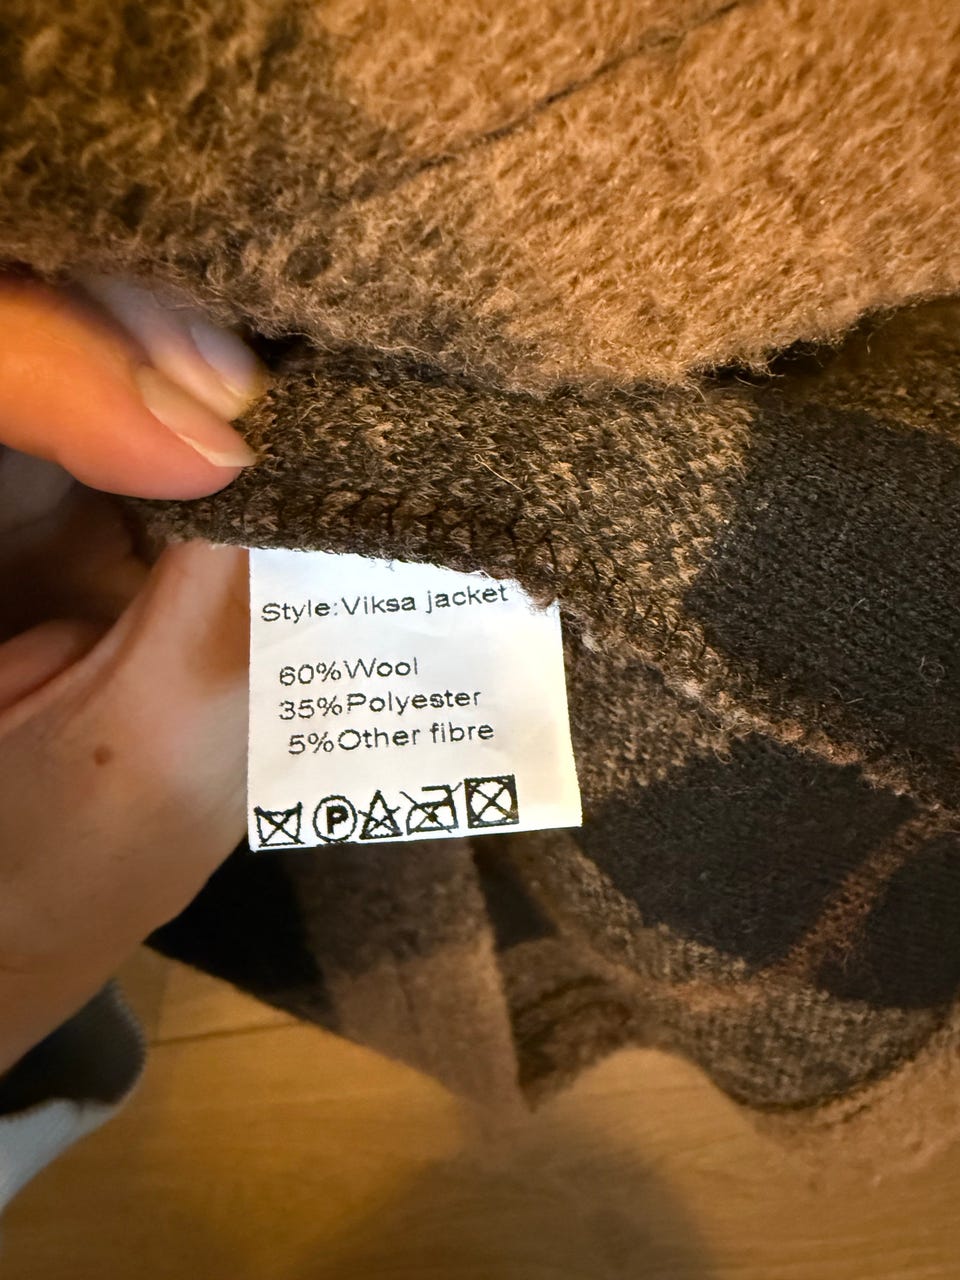 Style:Viksa jacket
60%Wool
35%Polyester
5%Other fibre
P